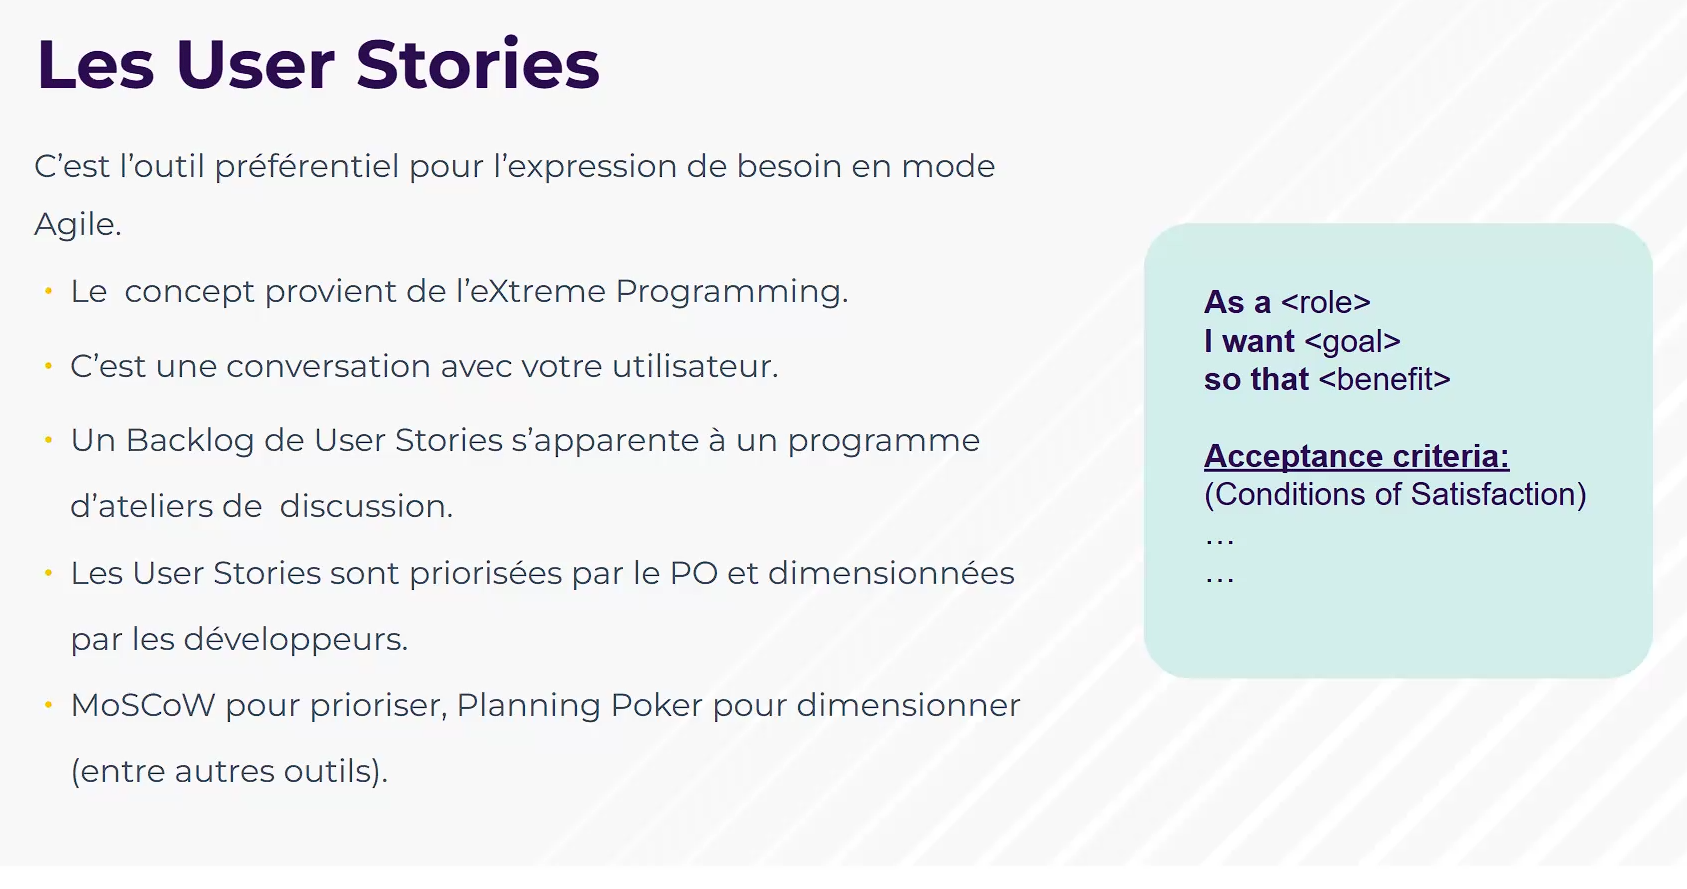 Les User Stories
C’est l’outil préférentiel pour l’expression de besoin en mode
Agile.
• Le  concept provient de l’eXtreme Programming.
• C’est une conversation avec votre utilisateur.
• Un Backlog de User Stories s’apparente à un programme
d’ateliers de  discussion.
• Les User Stories sont priorisées par le PO et dimensionnées
par les développeurs.
• MoSCoW pour prioriser, Planning Poker pour dimensionner
(entre autres outils).
As a <role>
I want <goal>
so that <benefit>
Acceptance criteria:
(Conditions of Satisfaction)
…
…